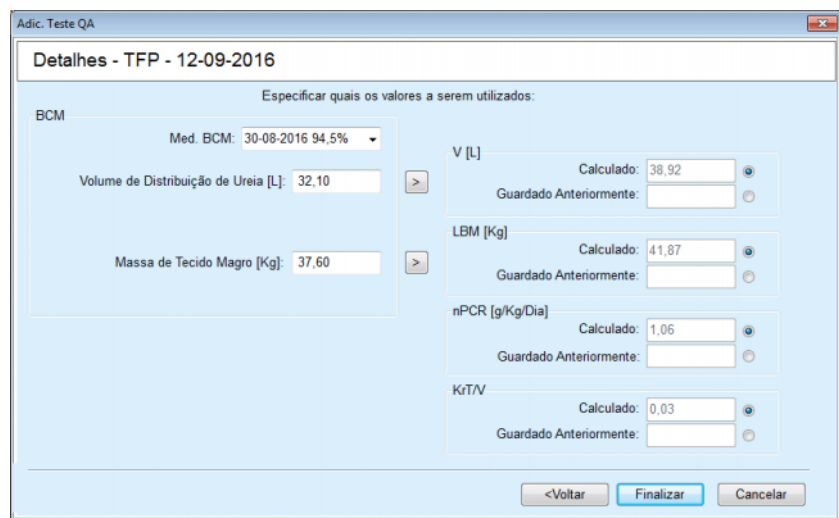 Adic. Teste QA
Detalhes - TFP - 12-09-2016
Especificar quais os valores a serem utilizados:
BCM
Med. BCM: 30-08-2016 94,5%
Volume de Distribuição de Ureia [L]: 32,10 >
Massa de Tecido Magro [Kg]: 37,60 >
V [L]
Calculado: 38,92
Guardado Anteriormente:
LBM [Kg]
Calculado: 41,87
Guardado Anteriormente:
nPCR [g/Kg/Dia]
Calculado: 1,06
Guardado Anteriormente:
KrT/V
Calculado: 0,03
Guardado Anteriormente:
<Voltar Finalizar Cancelar